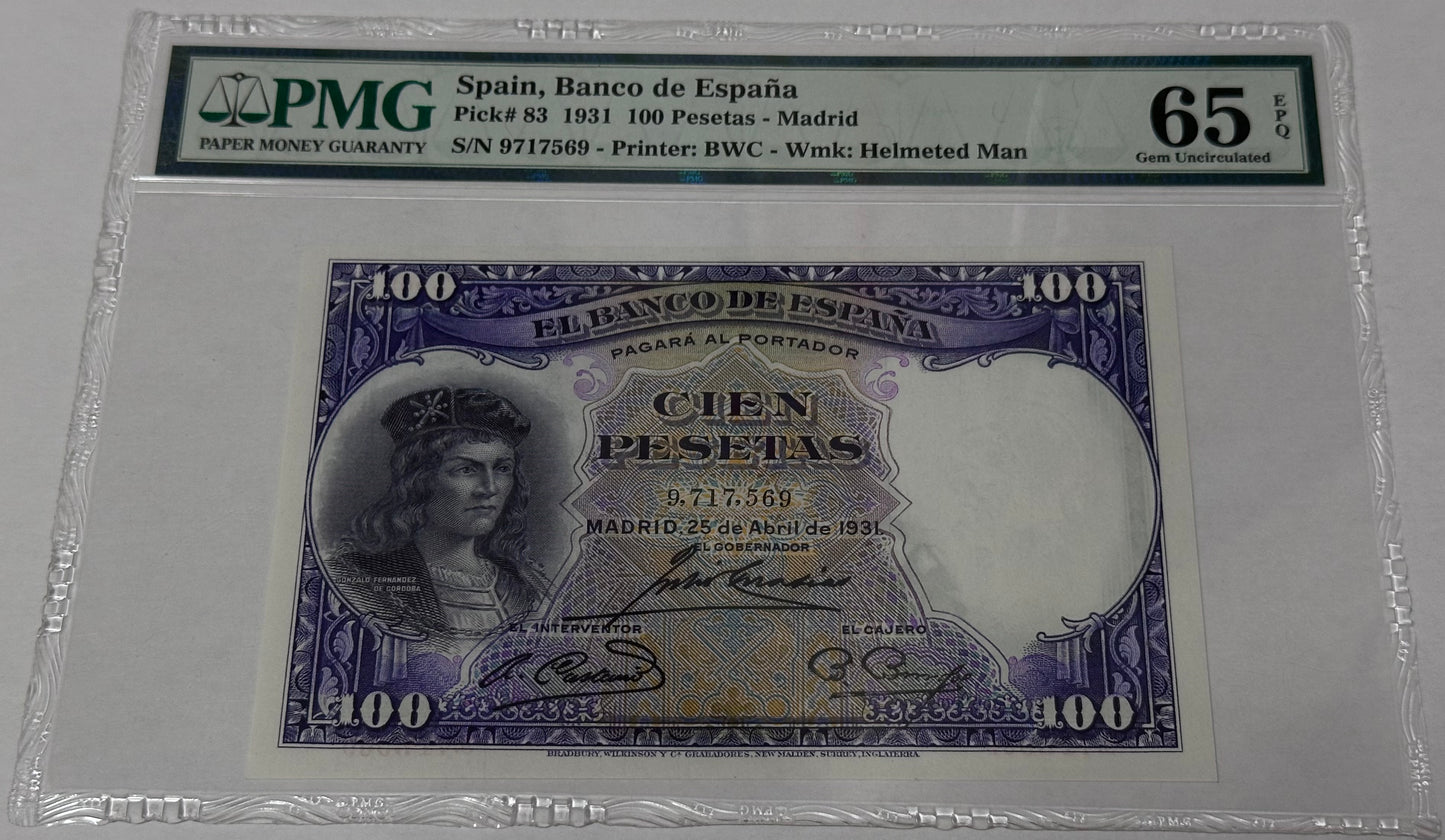 PMG
PAPER MONEY GUARANTY
Spain, Banco de España
Pick# 83 1931 100 Pesetas - Madrid
S/N 9717569 - Printer: BWC - Wmk: Helmeted Man
65
EPQ
Gem Uncirculated
100
100
EL BANCO DE ESPAÑA
PAGARÁ AL PORTADOR
CIEN
PESETAS
9,717,569
MADRID, 25 de Abril de 1931.
EL GOBERNADOR
GONZALO FERNANDEZ
DE CORDOBA
EL INTERVENTOR
EL CAJERO
100
100
BRADBURY, WILKINSON Y Cª GRABADORES, NEW MALDEN, SURREY, INGLATERRA
PMG
PMG
PMG